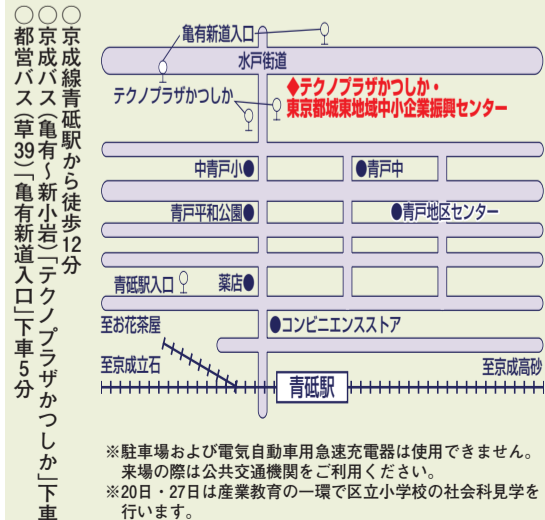 ○京成線青砥駅から徒歩12分
○京成バス(亀有〜新小岩)「テクノプラザかつしか」下車
○都営バス(草39)「亀有新道入口」下車5分
亀有新道入口
水戸街道
テクノプラザかつしか
◆テクノプラザかつしか・
東京都城東地域中小企業振興センター
中青戸小●
●青戸中
青戸平和公園●
●青戸地区センター
青砥駅入口
薬店●
至お花茶屋
●コンビニエンスストア
至京成立石
至京成高砂
青砥駅
※駐車場および電気自動車用急速充電器は使用できません。
来場の際は公共交通機関をご利用ください。
※20日・27日は産業教育の一環で区立小学校の社会科見学を
行います。